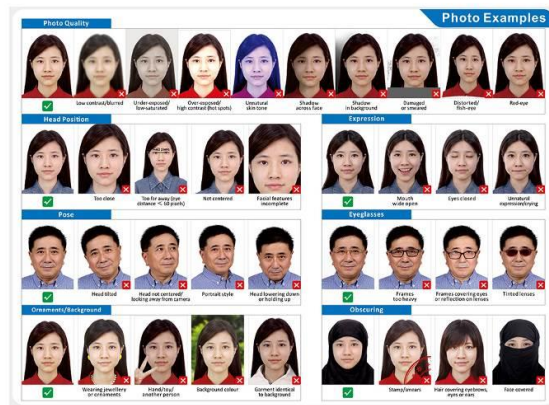 Photo Examples
Photo Quality
Low contrast/blurred
Under-exposed/
low-saturated
Over-exposed/
high contrast (hot spots)
Unnatural
skin tone
Shadow
across face
Shadow
in background
Damaged
or smeared
Distorted/
fish-eye
Red-eye
Head Position
Too close
Too far away (eye
distance < 60 pixels)
Not centered
Facial features
incomplete
Expression
Mouth
wide open
Eyes closed
Unnatural
expression/crying
Pose
Head tilted
Head not centered/
looking away from camera
Portrait style
Head lowering down
or holding up
Eyeglasses
Frames
too heavy
Frames covering eyes
or reflection on lenses
Tinted lenses
Ornaments/Background
Wearing jewellery
or ornaments
Hand/toy/
another person
Background colour
Garment identical
to background
Obscuring
Stamp/smears
Hair covering eyebrows,
eyes or ears
Face covered